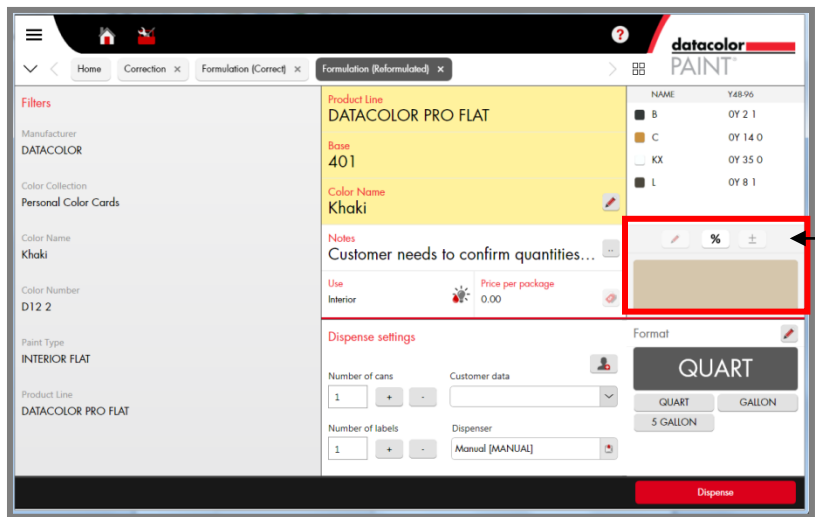 datacolor
PAINT
Home
Correction ×
Formulation (Correct) ×
Formulation (Reformulated) ×
Filters
Manufacturer
DATACOLOR
Color Collection
Personal Color Cards
Color Name
Khaki
Color Number
D12 2
Paint Type
INTERIOR FLAT
Product Line
DATACOLOR PRO FLAT
Product Line
DATACOLOR PRO FLAT
Base
401
Color Name
Khaki
Notes
Customer needs to confirm quantities...
..
Use
Interior
Price per package
0.00
Dispense settings
Number of cans
1 + -
Customer data
Number of labels
1 + -
Dispenser
Manual [MANUAL]
NAME Y48-96
B 0Y 2 1
C 0Y 14 0
KX 0Y 35 0
L 0Y 8 1
% ±
Format
QUART
QUART GALLON
5 GALLON
Dispense